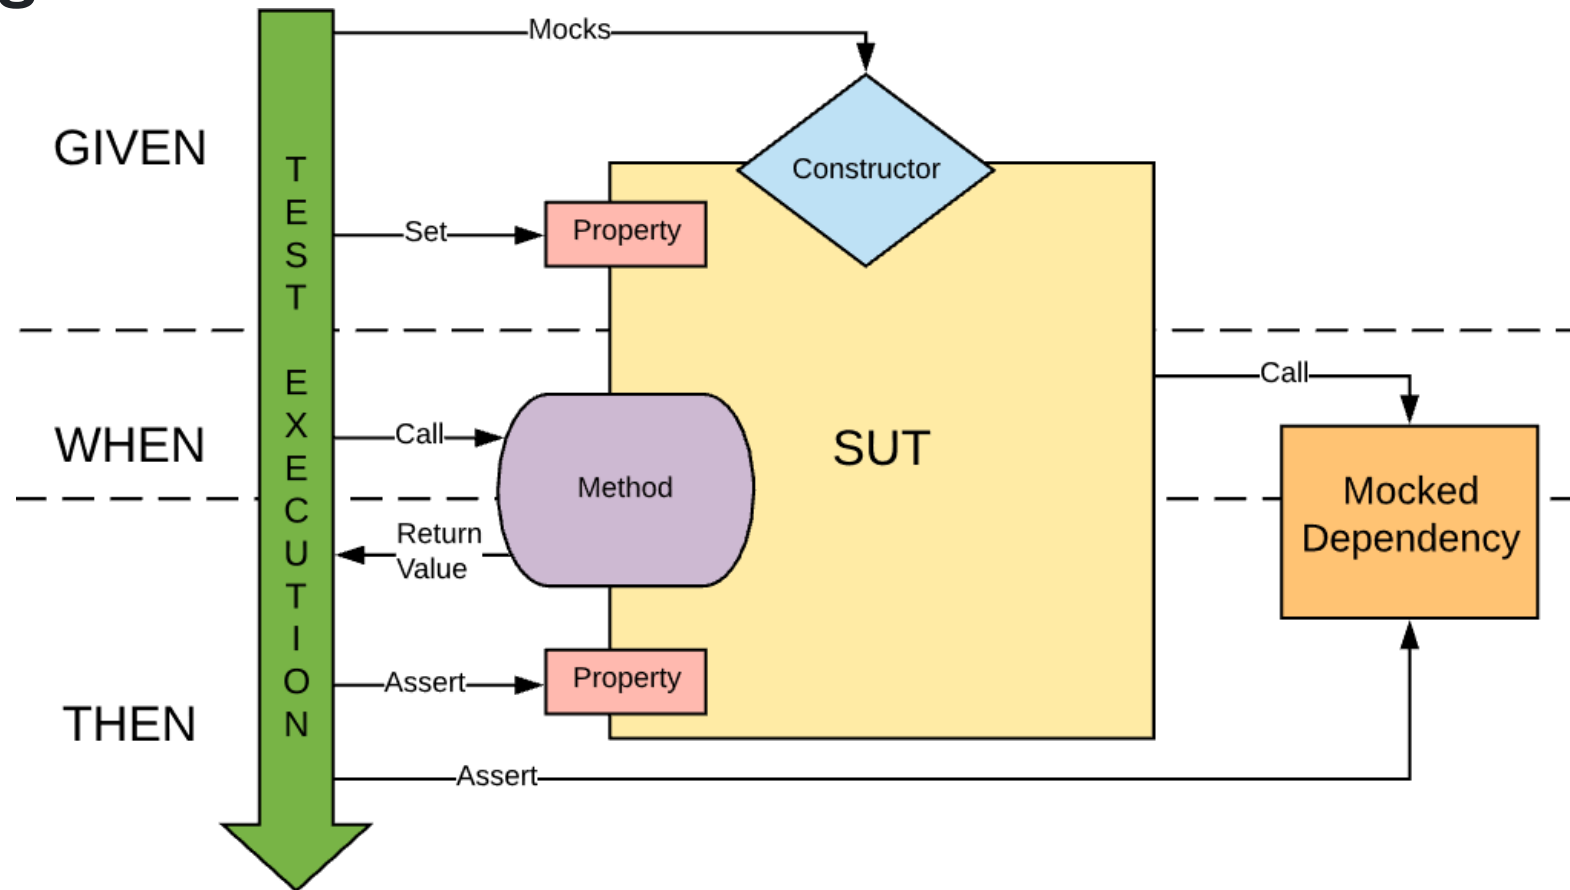 Mocks
GIVEN
Constructor
Set
Property
TEST EXECUTION
Call
WHEN
Call
SUT
Method
Mocked
Dependency
Return
Value
Assert
Property
THEN
Assert